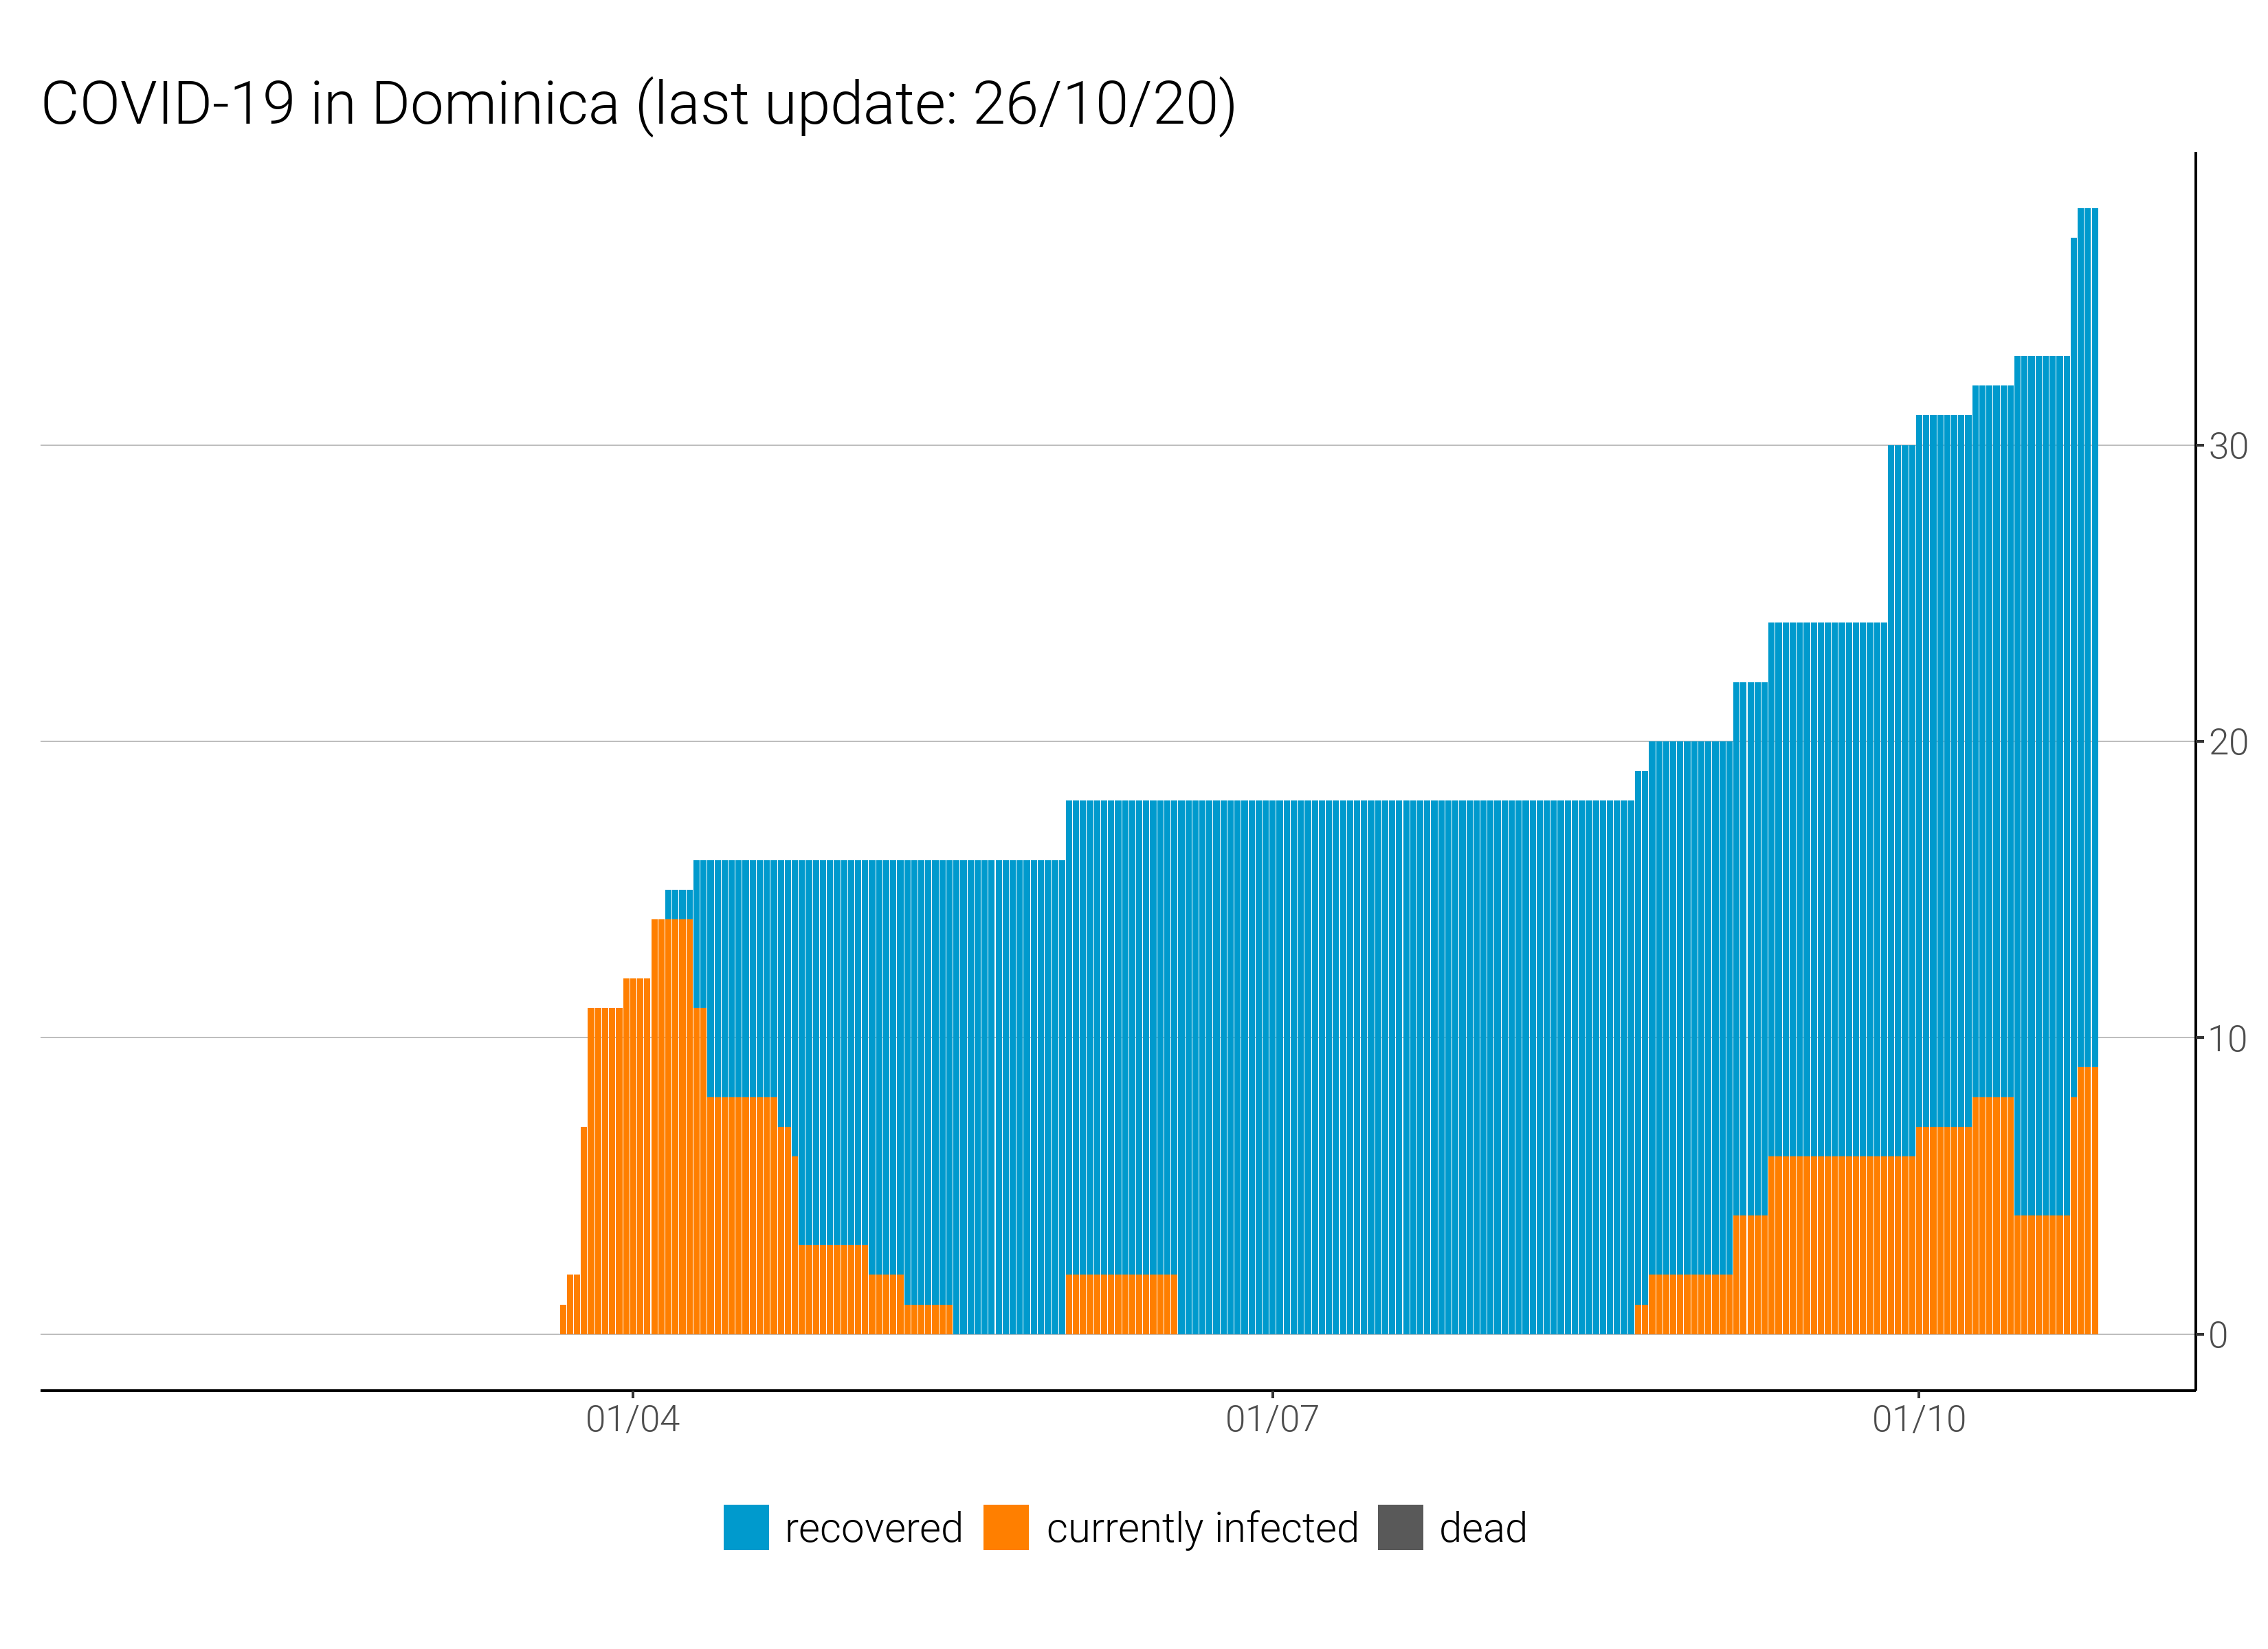 COVID-19 in Dominica (last update: 26/10/20)
30
20
10
0
01/04 01/07 01/10
recovered currently infected dead